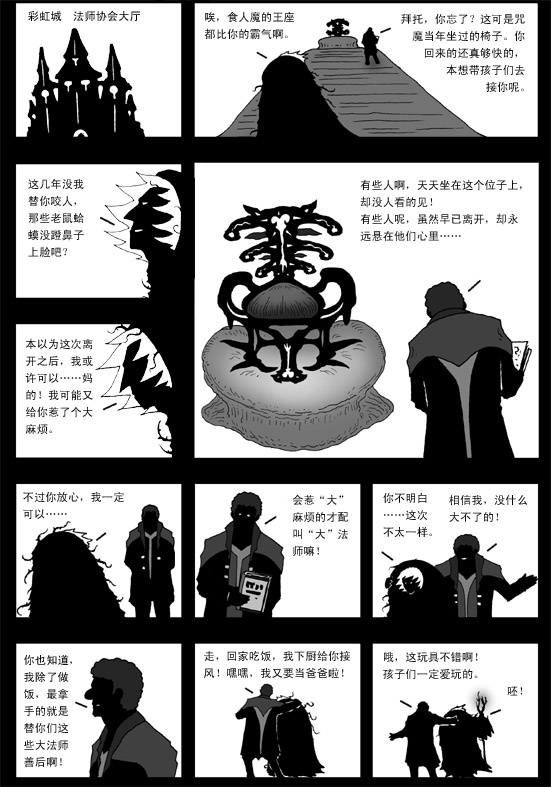 彩虹城　法师协会大厅
唉，食人魔的王座
都比你的霸气啊。
拜托，你忘了？这可是咒
魔当年坐过的椅子。你
回来的还真够快的，
本想带孩子们去
接你呢。
这几年没我
替你咬人，
那些老鼠蛤
蟆没蹬鼻子
上脸吧？
有些人啊，天天坐在这个位子上，
却没人看的见！
有些人呢，虽然早已离开，却永
远悬在他们心里……
本以为这次离
开之后，我或
许可以……妈
的！我可能又
给你惹了个大
麻烦。
不过你放心，我一定
可以……
会惹“大”
麻烦的才配
叫“大”法
师嘛！
你不明白
……这次
不太一样。
相信我，没什么
大不了的！
你也知道，
我除了做
饭，最拿
手的就是
替你们这
些大法师
善后啊！
走，回家吃饭，我下厨给你接
风！嘿嘿，我又要当爸爸啦！
哦，这玩具不错啊！
孩子们一定爱玩的。
呸！